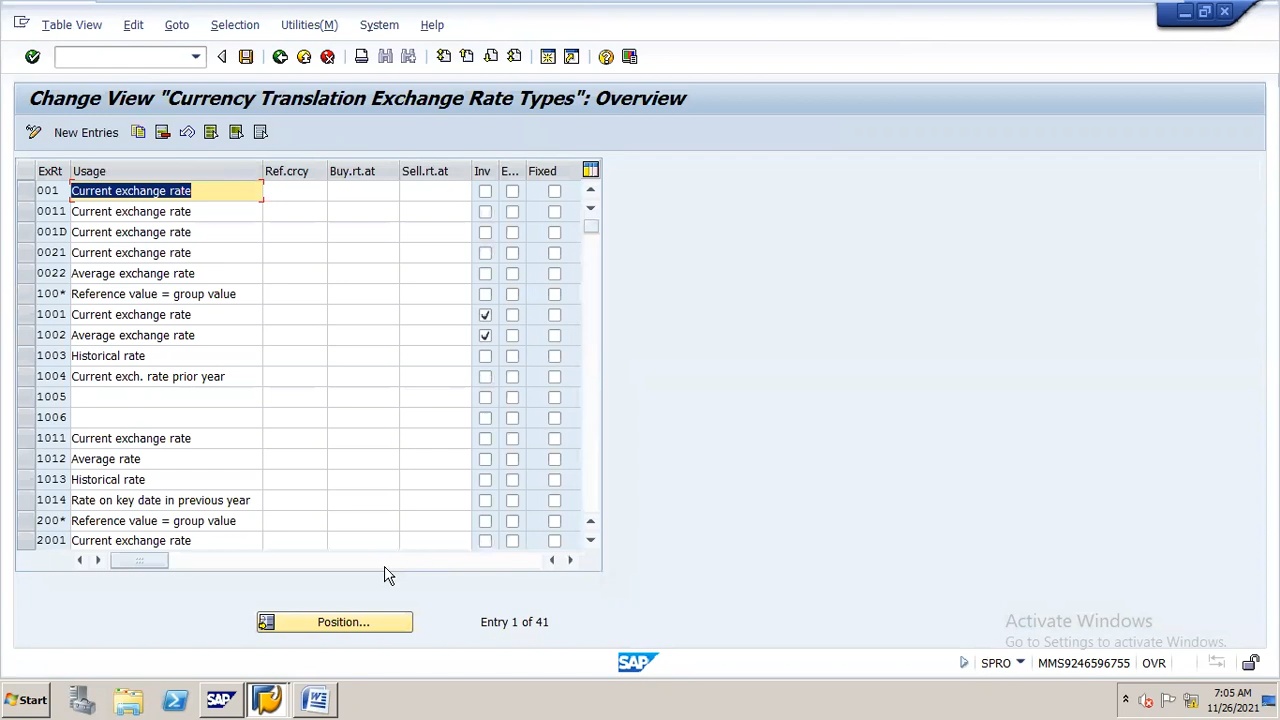 Table View Edit Goto Selection Utilities(M) System Help
Change View "Currency Translation Exchange Rate Types": Overview
New Entries
ExRt Usage Ref.crcy Buy.rt.at Sell.rt.at Inv E... Fixed
001 Current exchange rate
0011 Current exchange rate
001D Current exchange rate
0021 Current exchange rate
0022 Average exchange rate
100* Reference value = group value
1001 Current exchange rate
1002 Average exchange rate
1003 Historical rate
1004 Current exch. rate prior year
1005
1006
1011 Current exchange rate
1012 Average rate
1013 Historical rate
1014 Rate on key date in previous year
200* Reference value = group value
2001 Current exchange rate
Position... Entry 1 of 41
Activate Windows
Go to Settings to activate Windows.
SAP SPRO MMS9246596755 OVR
Start SAP 7:05 AM
11/26/2021